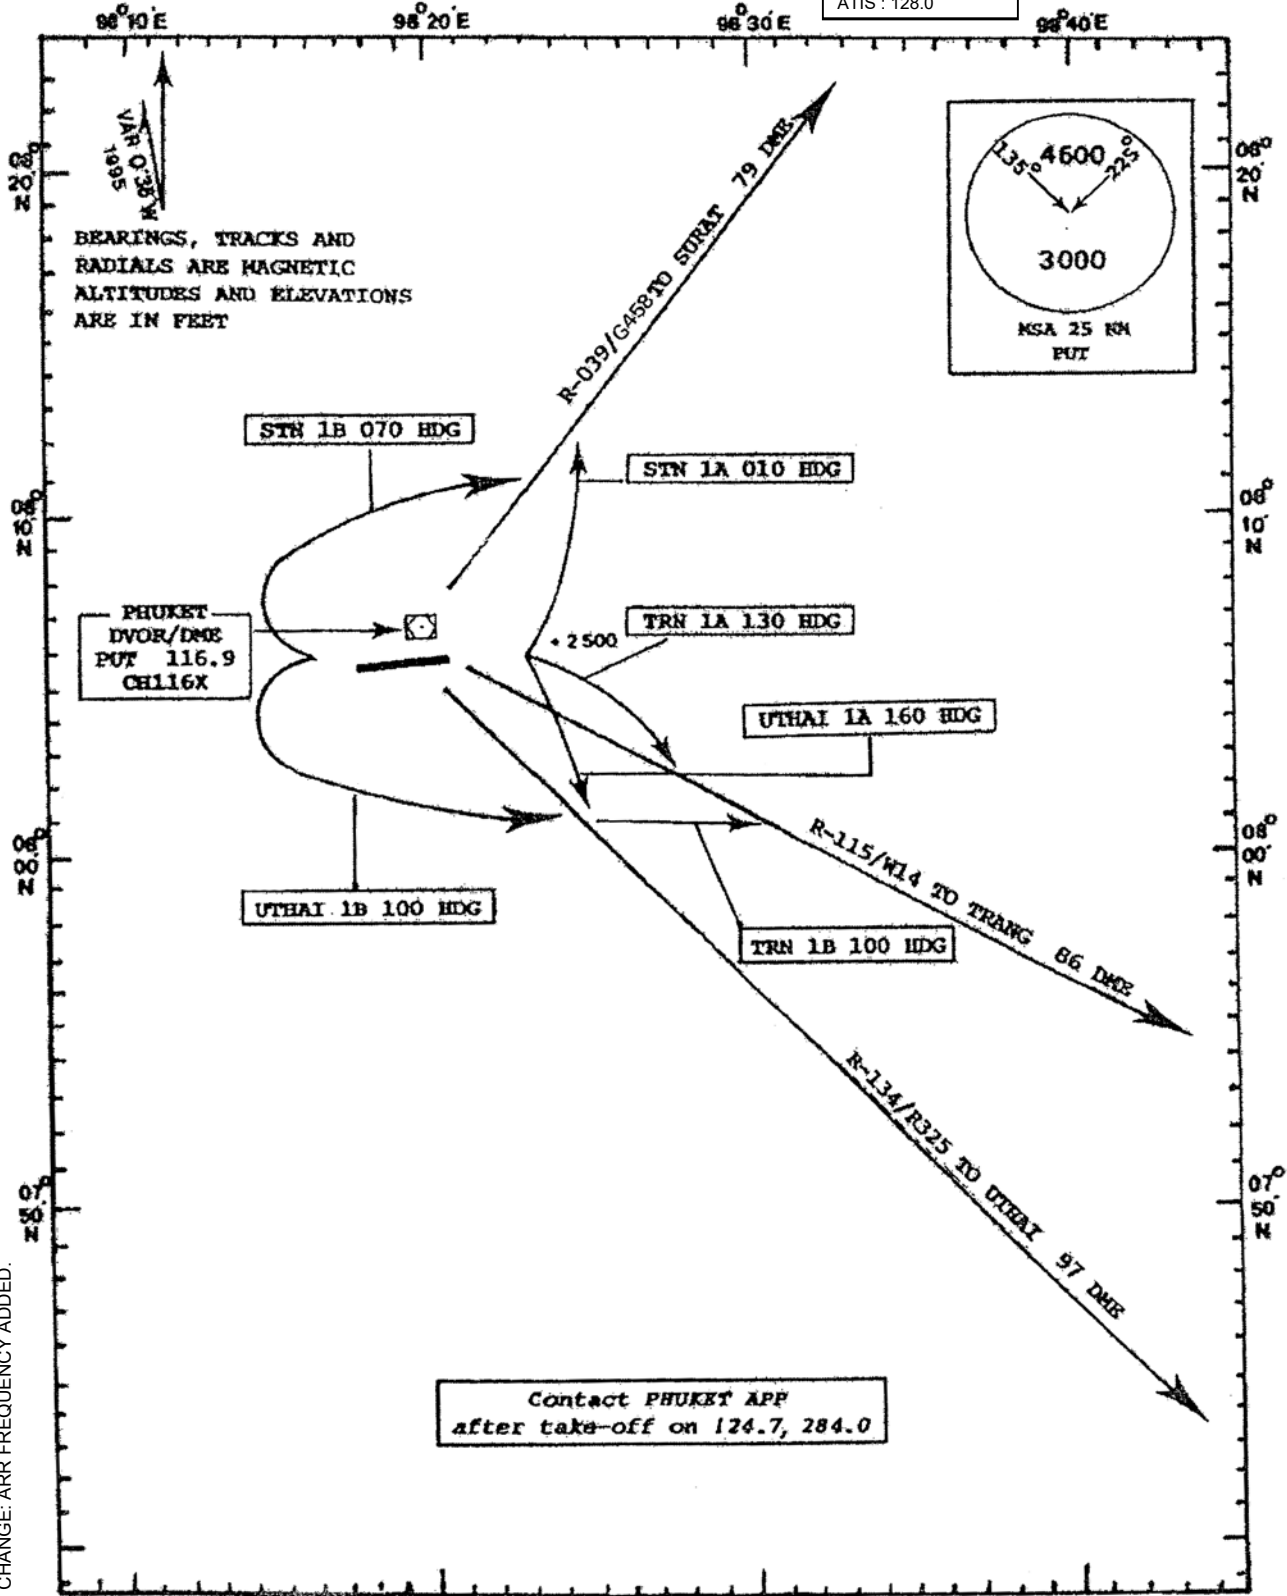 ATIS : 128.0
98°10'E
98°20'E
98°30'E
98°40'E
VAR 0°38'W
1995
BEARINGS, TRACKS AND
RADIALS ARE MAGNETIC
ALTITUDES AND ELEVATIONS
ARE IN FEET
135°
4600
225°
3000
MSA 25 NM
PUT
08°
20'
N
08°
20'
N
R-039/G458 TO SURAT 79 DME
STN 1B 070 HDG
STN 1A 010 HDG
08°
10'
N
08°
10'
N
PHUKET
DVOR/DME
PUT 116.9
CH116X
+2500
TRN 1A 130 HDG
UTHAI 1A 160 HDG
08°
00'
N
08°
00'
N
R-115/W14 TO TRANG 86 DME
UTHAI 1B 100 HDG
TRN 1B 100 HDG
R-134/R325 TO UTHAI 97 DME
07°
50'
N
07°
50'
N
Contact PHUKET APP
after take-off on 124.7, 284.0
CHANGE: ARR FREQUENCY ADDED.